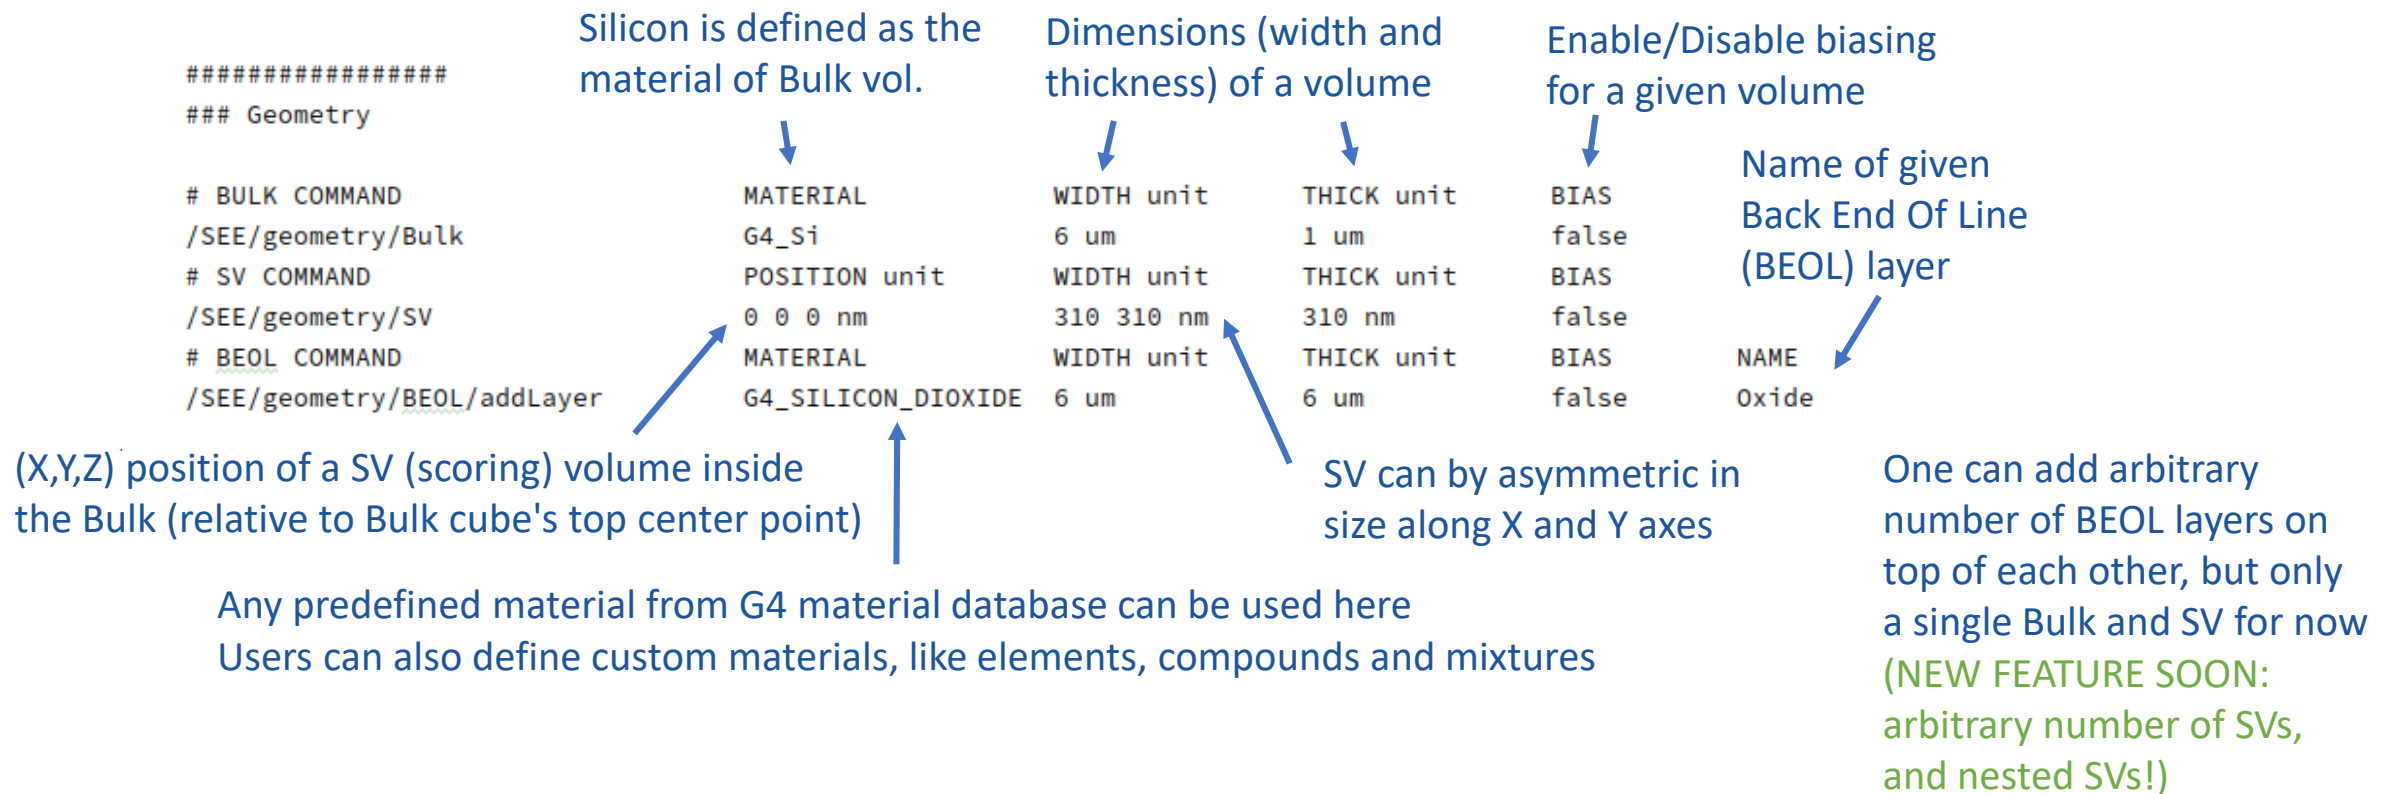 Silicon is defined as the
material of Bulk vol.
Dimensions (width and
thickness) of a volume
Enable/Disable biasing
for a given volume
Name of given
Back End Of Line
(BEOL) layer
#################
### Geometry
# BULK COMMAND MATERIAL WIDTH unit THICK unit BIAS
/SEE/geometry/Bulk G4_Si 6 um 1 um false
# SV COMMAND POSITION unit WIDTH unit THICK unit BIAS
/SEE/geometry/SV 0 0 0 nm 310 310 nm 310 nm false
# BEOL COMMAND MATERIAL WIDTH unit THICK unit BIAS NAME
/SEE/geometry/BEOL/addLayer G4_SILICON_DIOXIDE 6 um 6 um false Oxide
(X,Y,Z) position of a SV (scoring) volume inside
the Bulk (relative to Bulk cube's top center point)
SV can by asymmetric in
size along X and Y axes
Any predefined material from G4 material database can be used here
Users can also define custom materials, like elements, compounds and mixtures
One can add arbitrary
number of BEOL layers on
top of each other, but only
a single Bulk and SV for now
(NEW FEATURE SOON:
arbitrary number of SVs,
and nested SVs!)